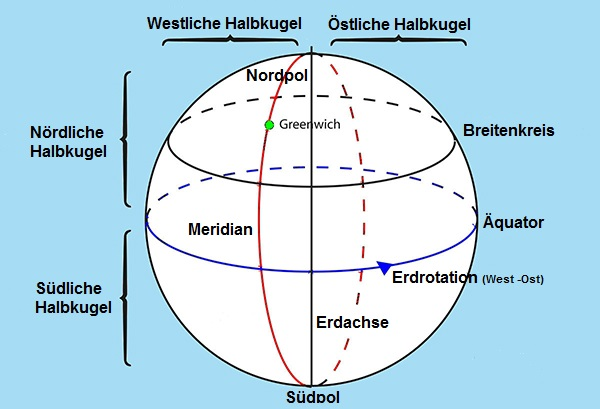 Westliche Halbkugel
Östliche Halbkugel
Nordpol
Greenwich
Nördliche
Halbkugel
Breitenkreis
Meridian
Äquator
Erdrotation (West -Ost)
Südliche
Halbkugel
Erdachse
Südpol